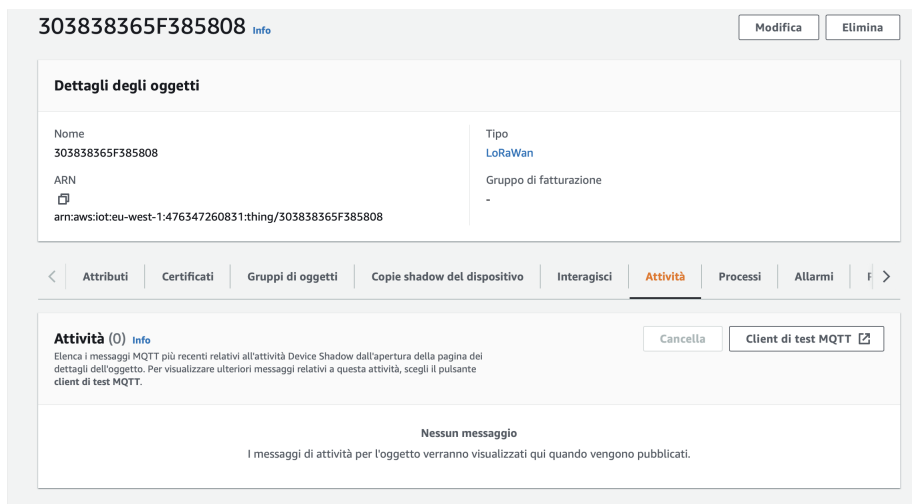 303838365F385808 Info
Modifica
Elimina
Dettagli degli oggetti
Nome
303838365F385808
Tipo
LoRaWan
ARN
arn:aws:iot:eu-west-1:476347260831:thing/303838365F385808
Gruppo di fatturazione
-
Attributi
Certificati
Gruppi di oggetti
Copie shadow del dispositivo
Interagisci
Attività
Processi
Allarmi
Attività (0) Info
Cancella
Client di test MQTT
Elenca i messaggi MQTT più recenti relativi all'attività Device Shadow dall'apertura della pagina dei
dettagli dell'oggetto. Per visualizzare ulteriori messaggi relativi a questa attività, scegli il pulsante
client di test MQTT.
Nessun messaggio
I messaggi di attività per l'oggetto verranno visualizzati qui quando vengono pubblicati.